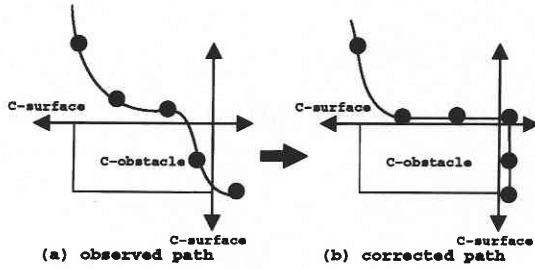 C-surface
C-surface
C-obstacle
C-obstacle
C-surface
C-surface
(a) observed path
(b) corrected path